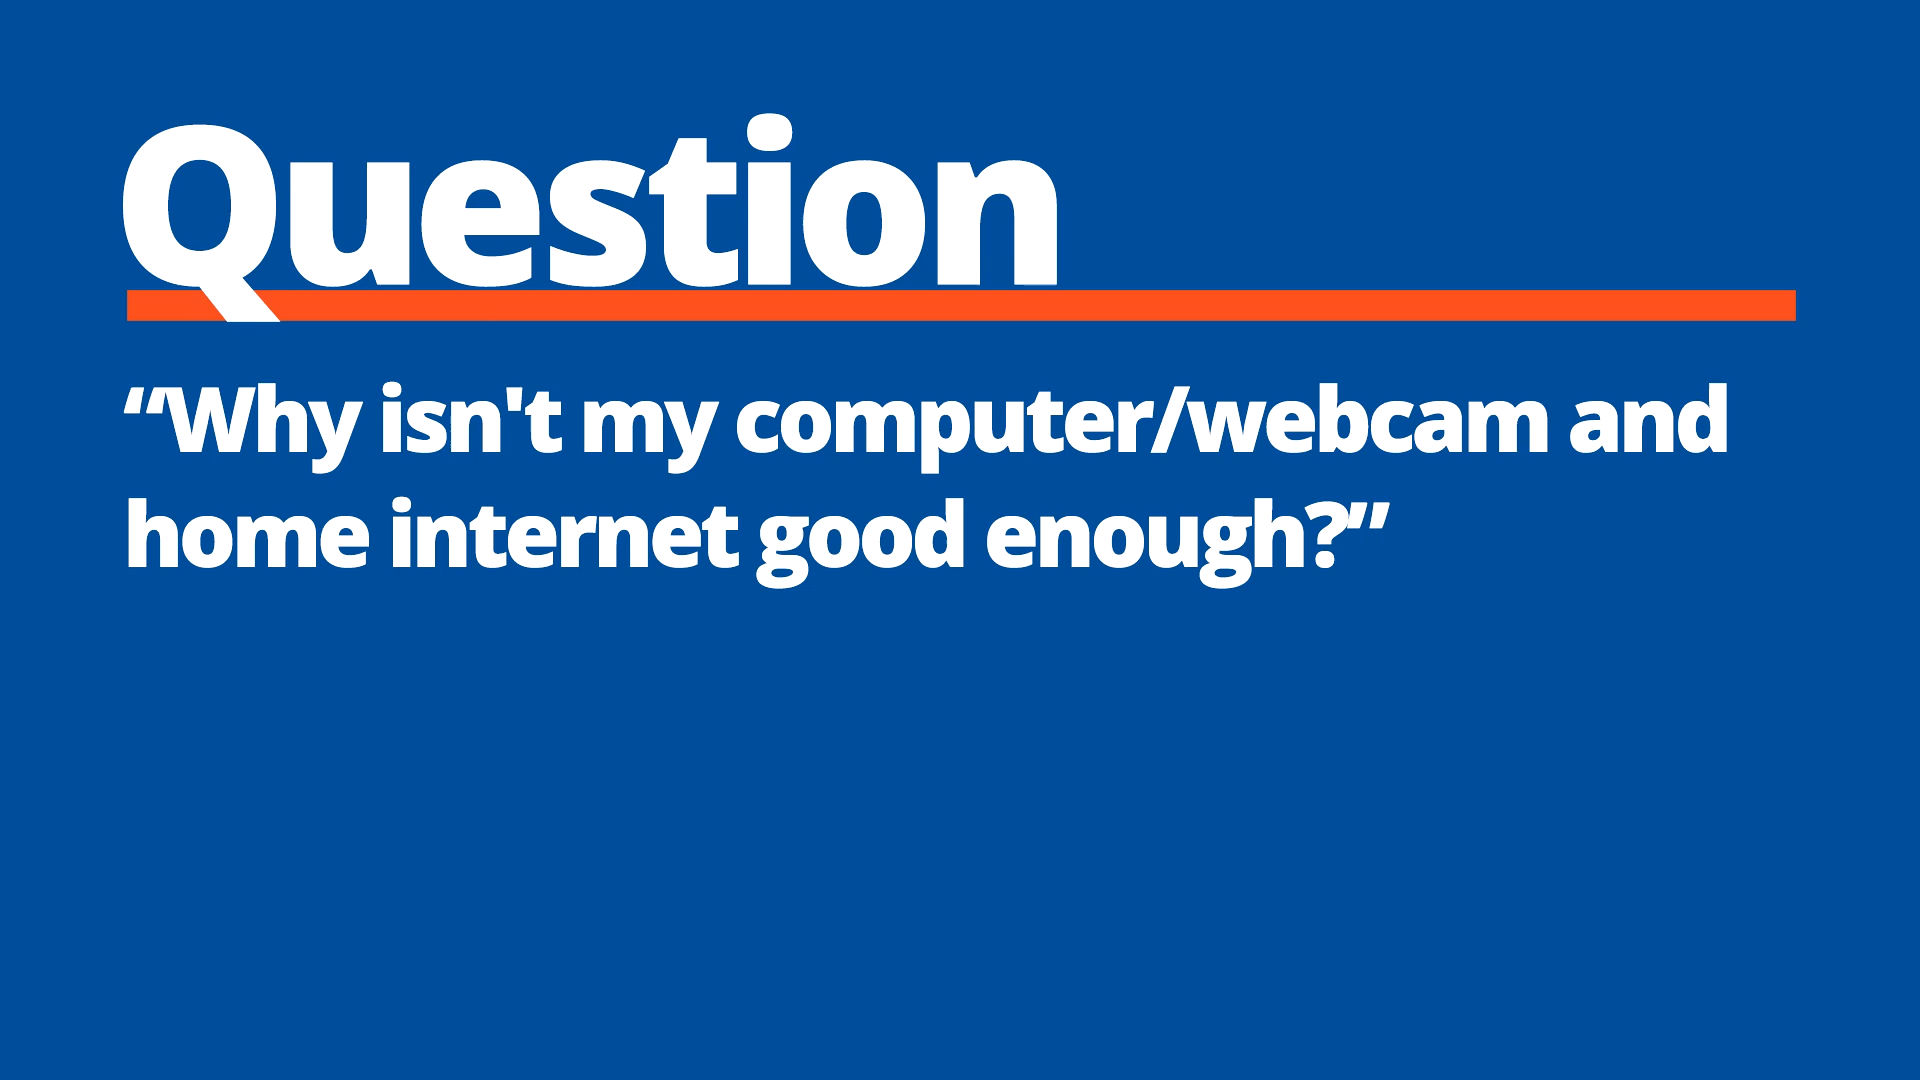 Question
“Why isn't my computer/webcam and
home internet good enough?”